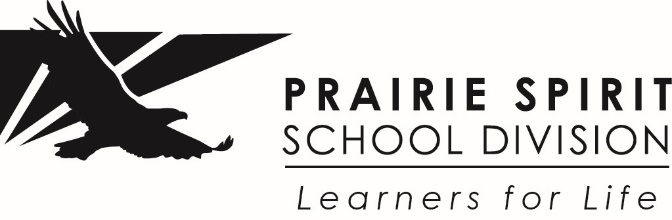 PRAIRIE SPIRIT
SCHOOL DIVISION
Learners for Life